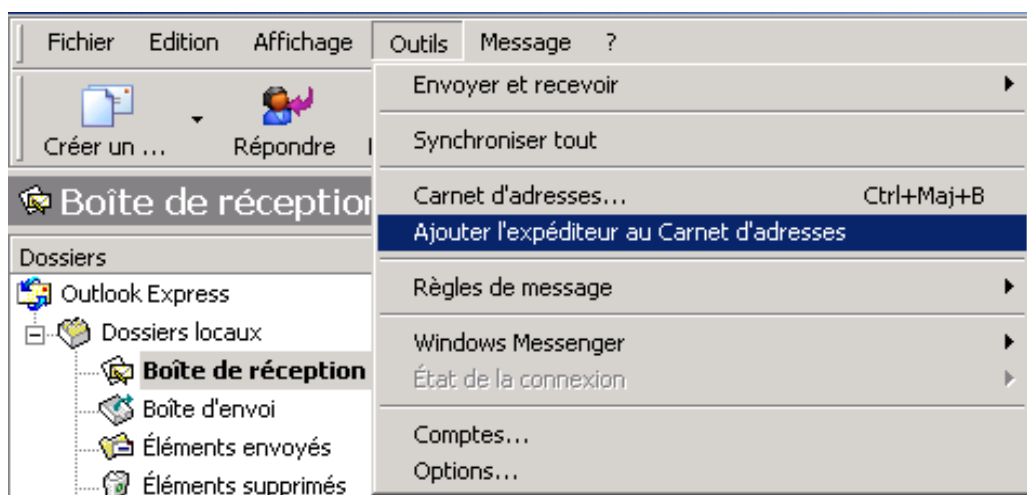 Fichier Edition Affichage Outils Message ?
Créer un ... Répondre
Envoyer et recevoir
Synchroniser tout
Carnet d'adresses... Ctrl+Maj+B
Ajouter l'expéditeur au Carnet d'adresses
Règles de message
Windows Messenger
État de la connexion
Comptes...
Options...
Boîte de réception
Dossiers
Outlook Express
Dossiers locaux
Boîte de réception
Boîte d'envoi
Éléments envoyés
Éléments supprimés